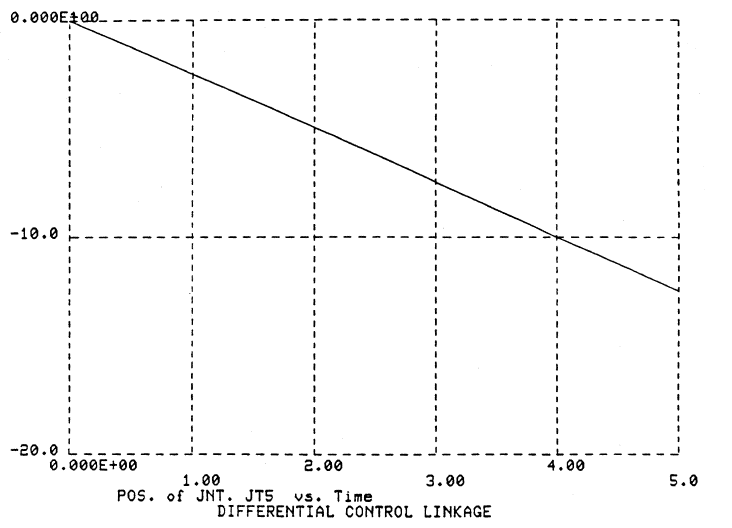 0.000E+00
-10.0
-20.0
0.000E+00 2.00 4.00
1.00 3.00 5.0
POS. of JNT. JT5 vs. Time
DIFFERENTIAL CONTROL LINKAGE